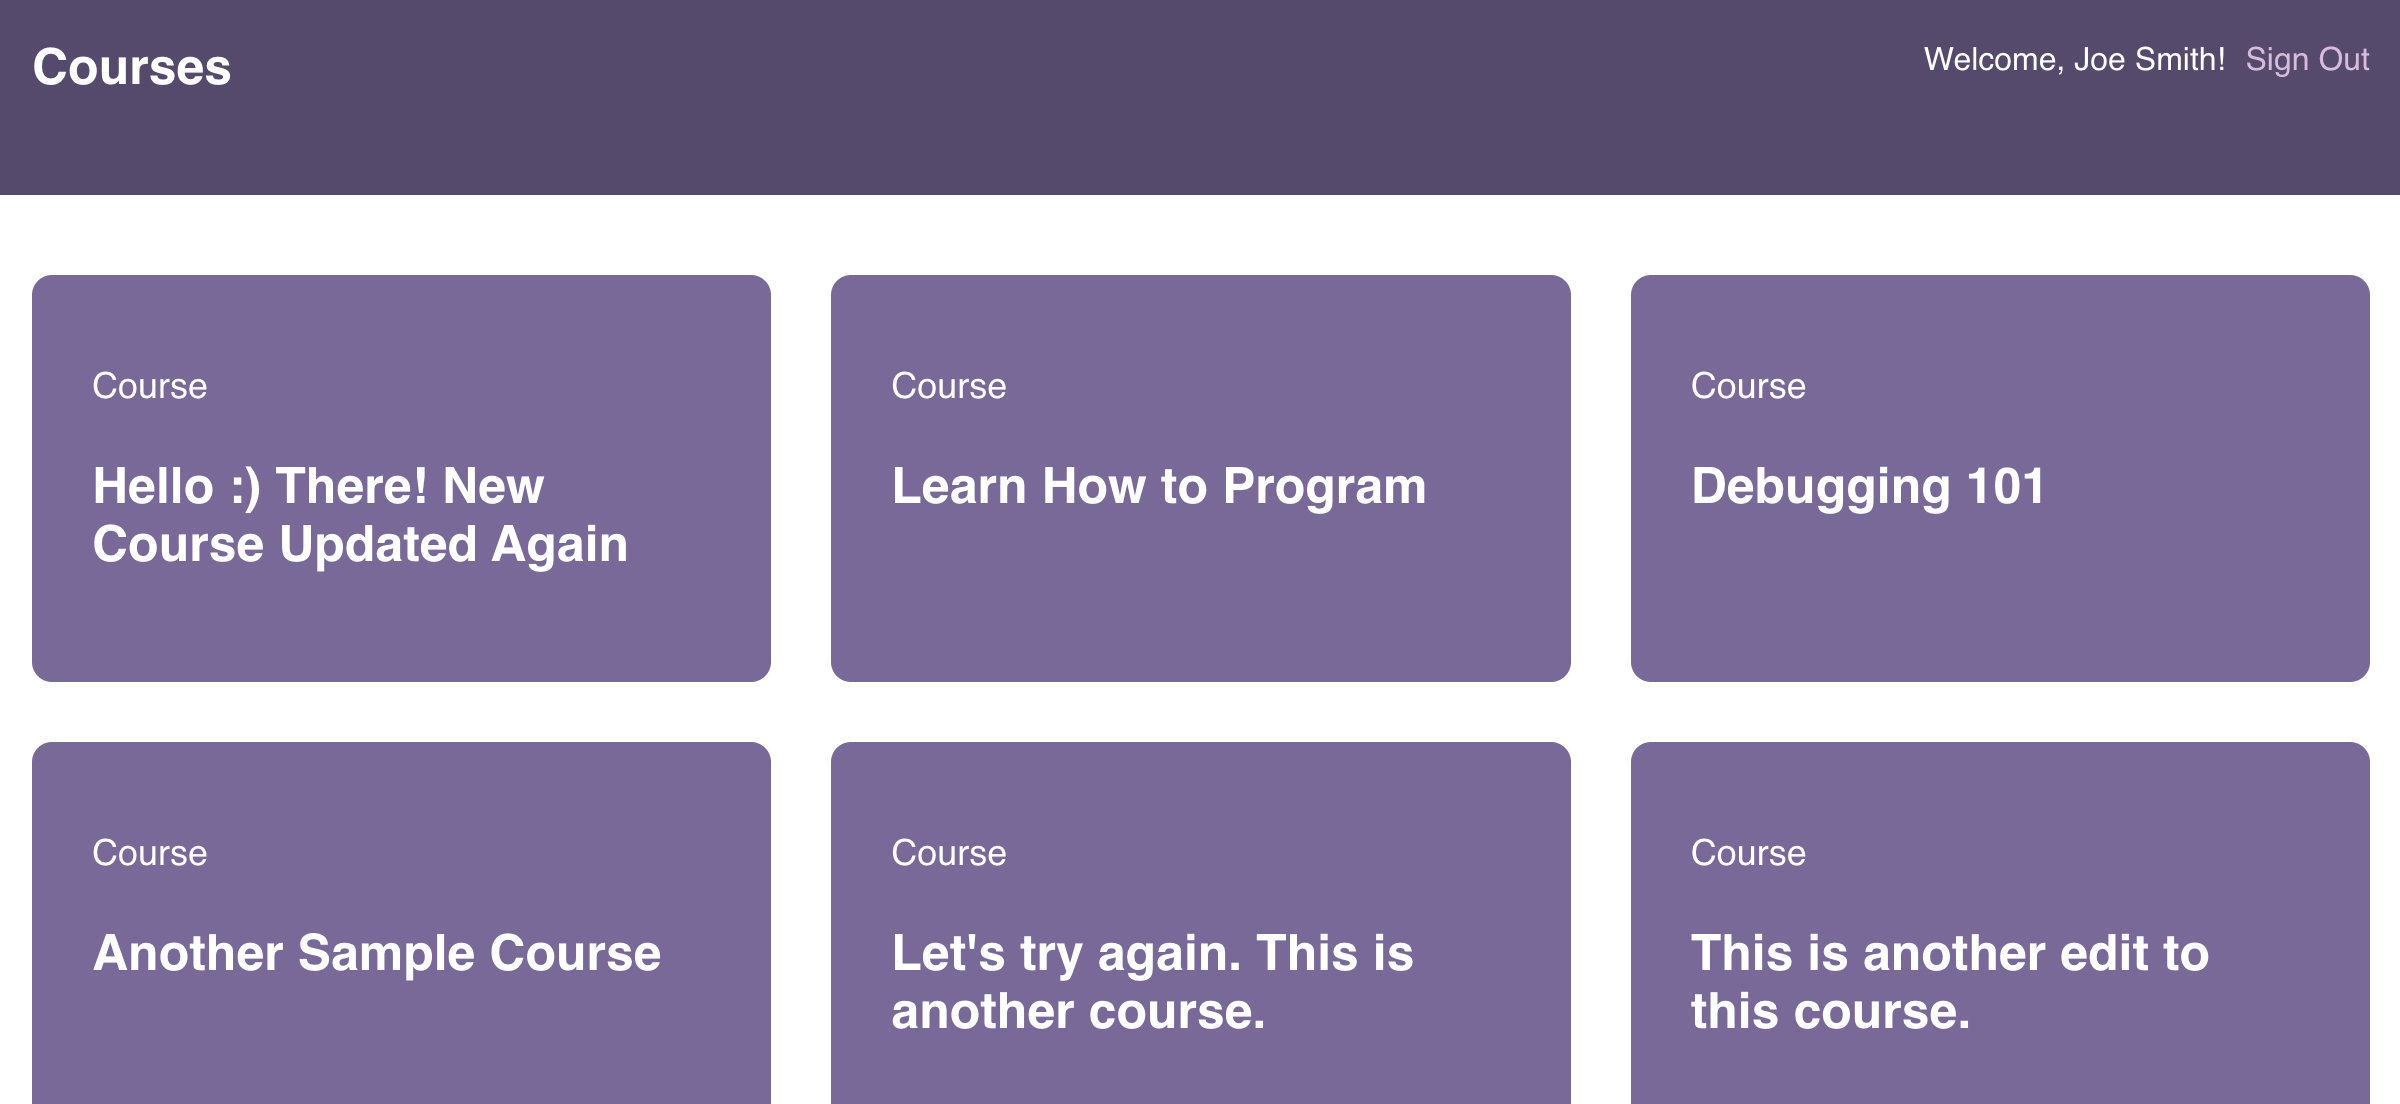 Courses
Welcome, Joe Smith! Sign Out
Course
Hello :) There! New
Course Updated Again
Course
Learn How to Program
Course
Debugging 101
Course
Another Sample Course
Course
Let's try again. This is
another course.
Course
This is another edit to
this course.